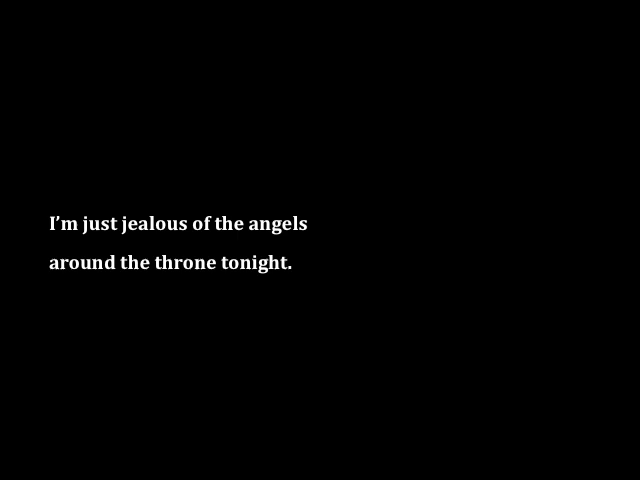 I’m just jealous of the angels
around the throne tonight.